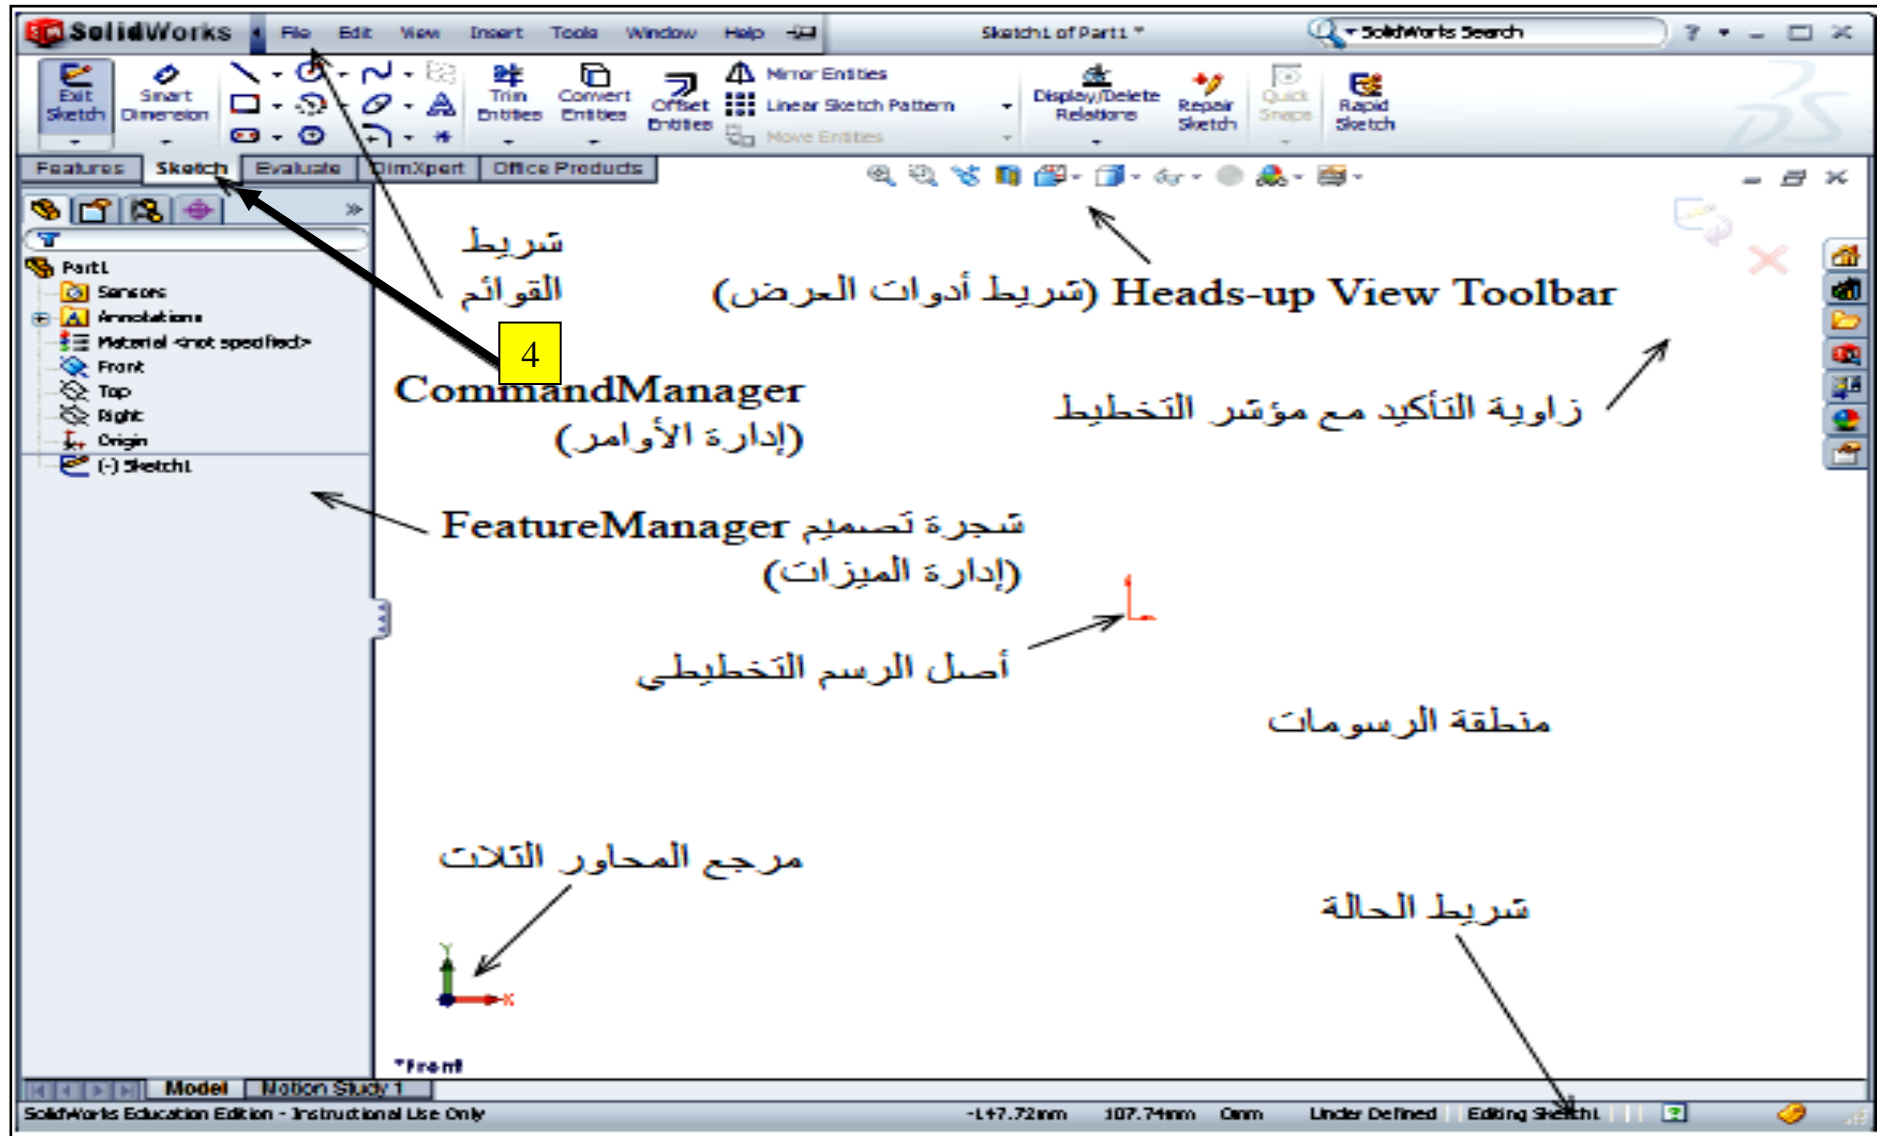 SolidWorks File Edit View Insert Tools Window Help Sketch1 of Part1 * SolidWorks Search ?
Exit Sketch
Smart Dimension
Trim Entities
Convert Entities
Offset Entities
Mirror Entities
Linear Sketch Pattern
Move Entities
Display/Delete Relations
Repair Sketch
Quick Snaps
Rapid Sketch
Features Sketch Evaluate DimXpert Office Products
Part1
Sensors
Annotations
Material <not specified>
Front
Top
Right
Origin
(-) Sketch1
شريط
القوائم
Heads-up View Toolbar (شريط أدوات العرض)
4
CommandManager
(إدارة الأوامر)
زاوية التأكيد مع مؤشر التخطيط
شجرة تصميم FeatureManager
(إدارة الميزات)
أصل الرسم التخطيطي
منطقة الرسومات
مرجع المحاور الثلاث
شريط الحالة
Y
X
*Front
Model Motion Study 1
SolidWorks Education Edition - Instructional Use Only -147.72mm 107.74mm 0mm Under Defined Editing Sketch1 ?